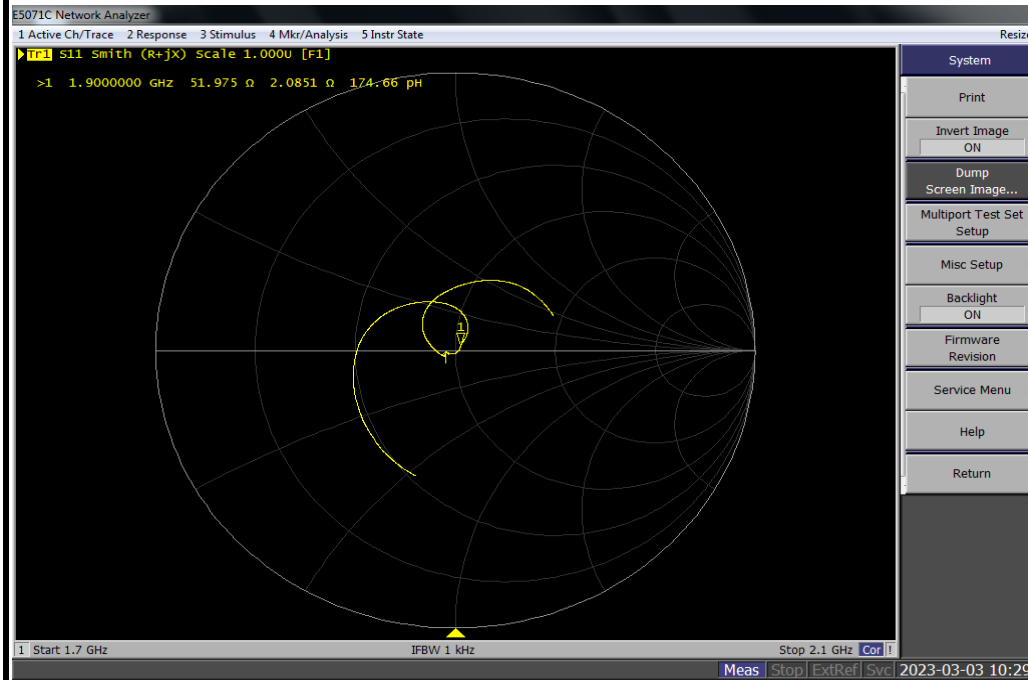 E5071C Network Analyzer
1 Active Ch/Trace 2 Response 3 Stimulus 4 Mkr/Analysis 5 Instr State Resize
Tr1 S11 Smith (R+jX) Scale 1.000U [F1]
>1 1.9000000 GHz 51.975 Ω 2.0851 Ω 174.66 pH
1
System
Print
Invert Image
ON
Dump
Screen Image...
Multiport Test Set
Setup
Misc Setup
Backlight
ON
Firmware
Revision
Service Menu
Help
Return
1 Start 1.7 GHz IFBW 1 kHz Stop 2.1 GHz Cor !
Meas Stop ExtRef Svc 2023-03-03 10:29